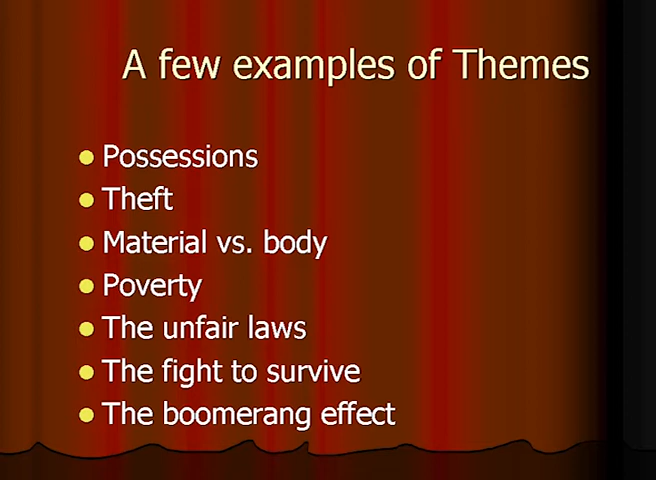 A few examples of Themes
Possessions
Theft
Material vs. body
Poverty
The unfair laws
The fight to survive
The boomerang effect